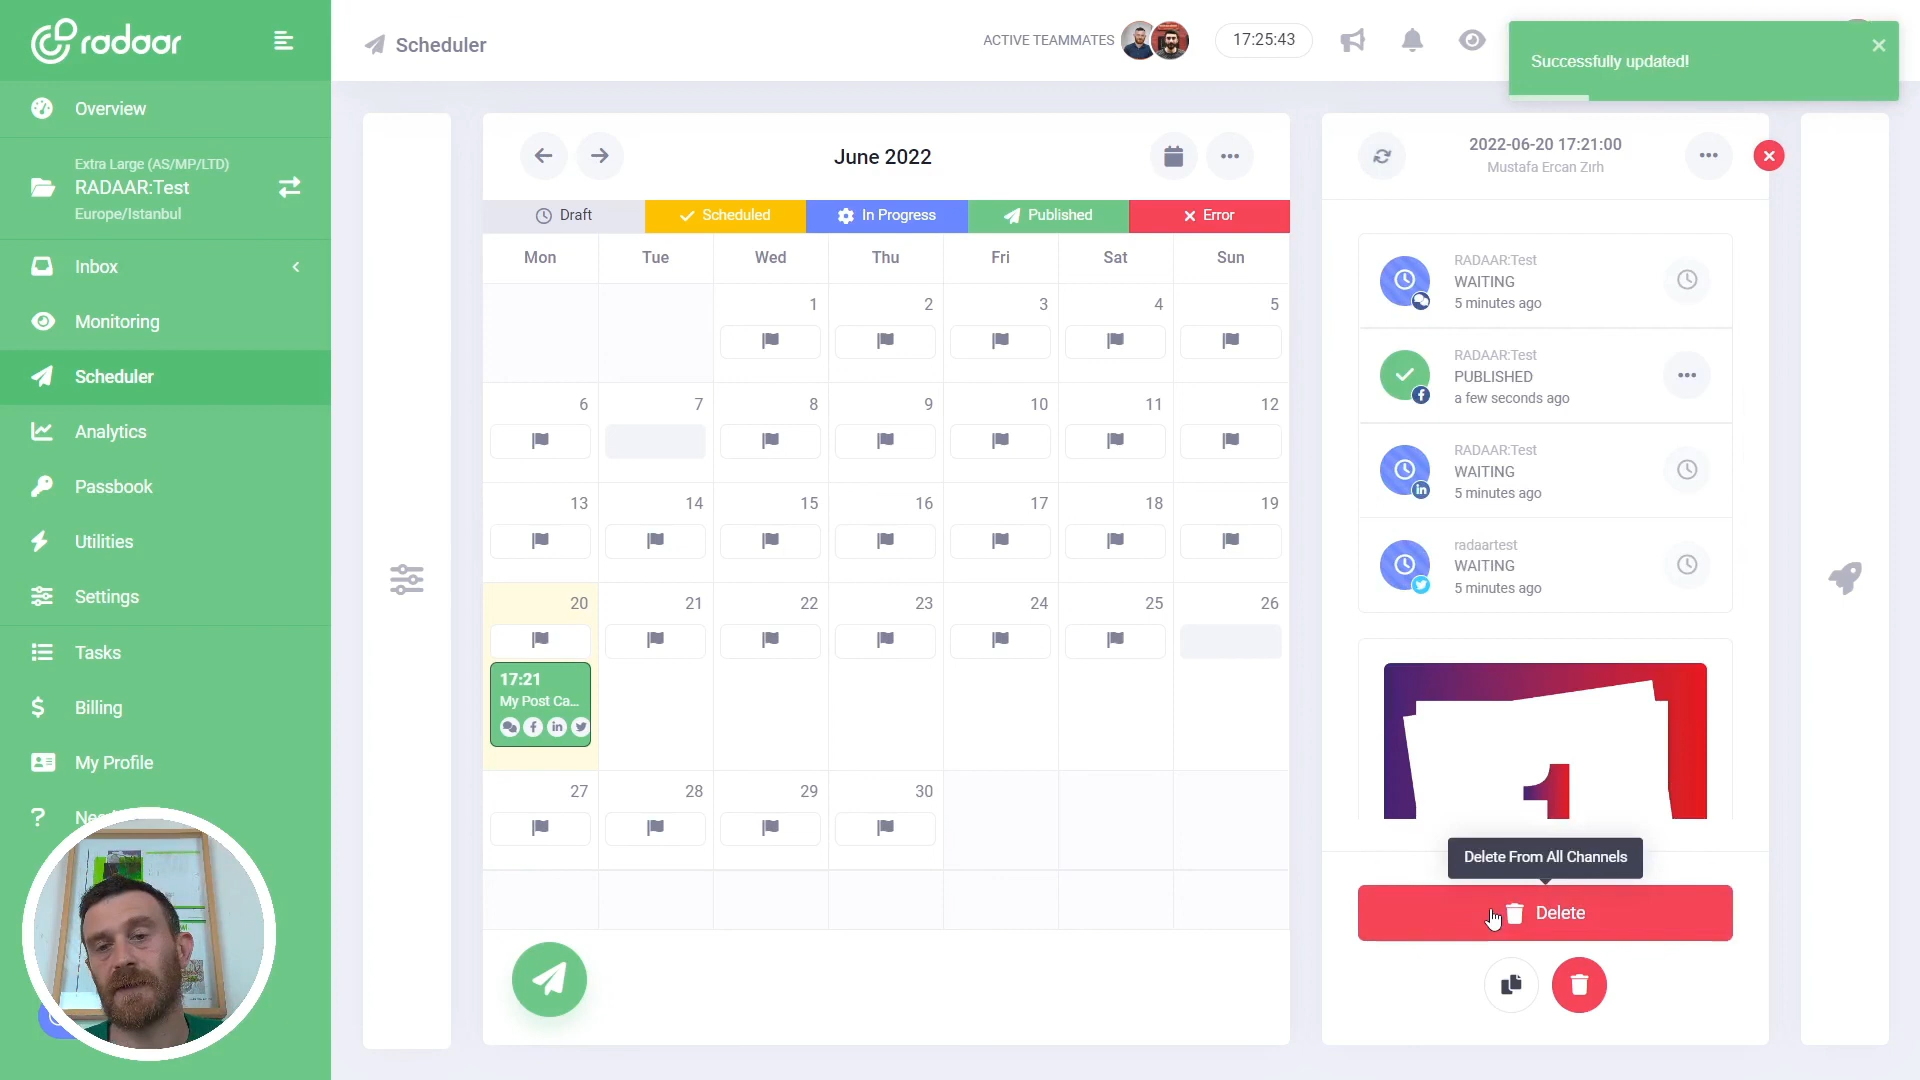 radaar
Scheduler
ACTIVE TEAMMATES
17:25:43
Successfully updated!
Overview
Extra Large (AS/MP/LTD)
RADAAR:Test
Europe/Istanbul
Inbox
Monitoring
Scheduler
Analytics
Passbook
Utilities
Settings
Tasks
Billing
My Profile
June 2022
Draft
Scheduled
In Progress
Published
Error
Mon Tue Wed Thu Fri Sat Sun
1 2 3 4 5
6 7 8 9 10 11 12
13 14 15 16 17 18 19
20 21 22 23 24 25 26
17:21
My Post Ca...
27 28 29 30
2022-06-20 17:21:00
Mustafa Ercan Zırh
RADAAR:Test
WAITING
5 minutes ago
RADAAR:Test
PUBLISHED
a few seconds ago
RADAAR:Test
WAITING
5 minutes ago
radaartest
WAITING
5 minutes ago
1
Delete From All Channels
Delete